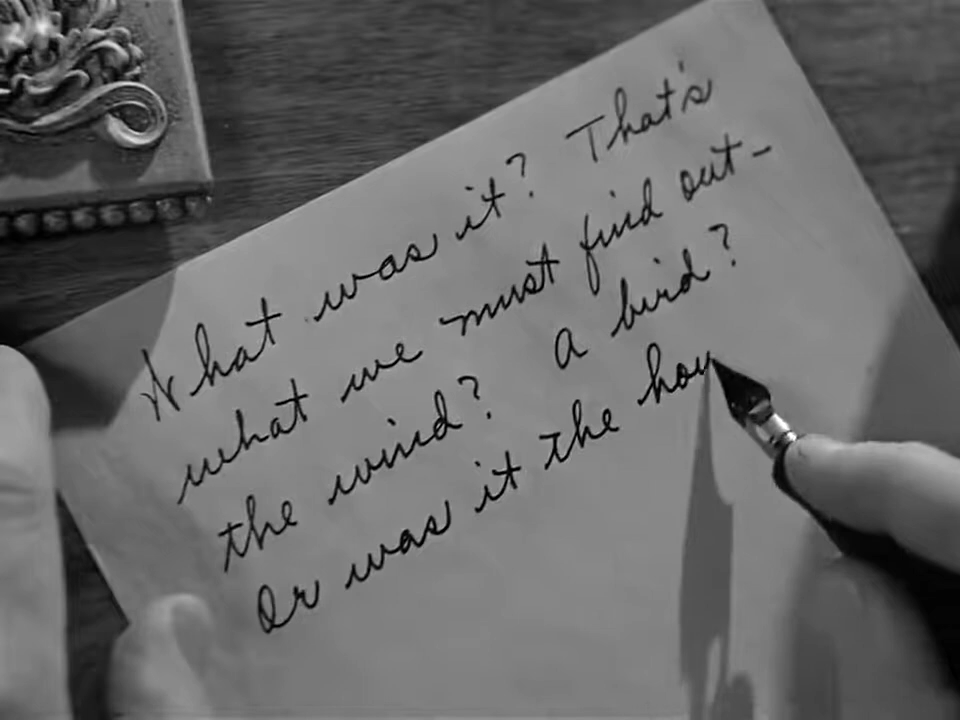 What was it? That's
what we must find out-
the wind? A bird?
Or was it the hou